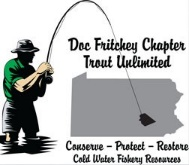 Doc Fritchey Chapter
Trout Unlimited
Conserve – Protect – Restore
Cold Water Fishery Resources